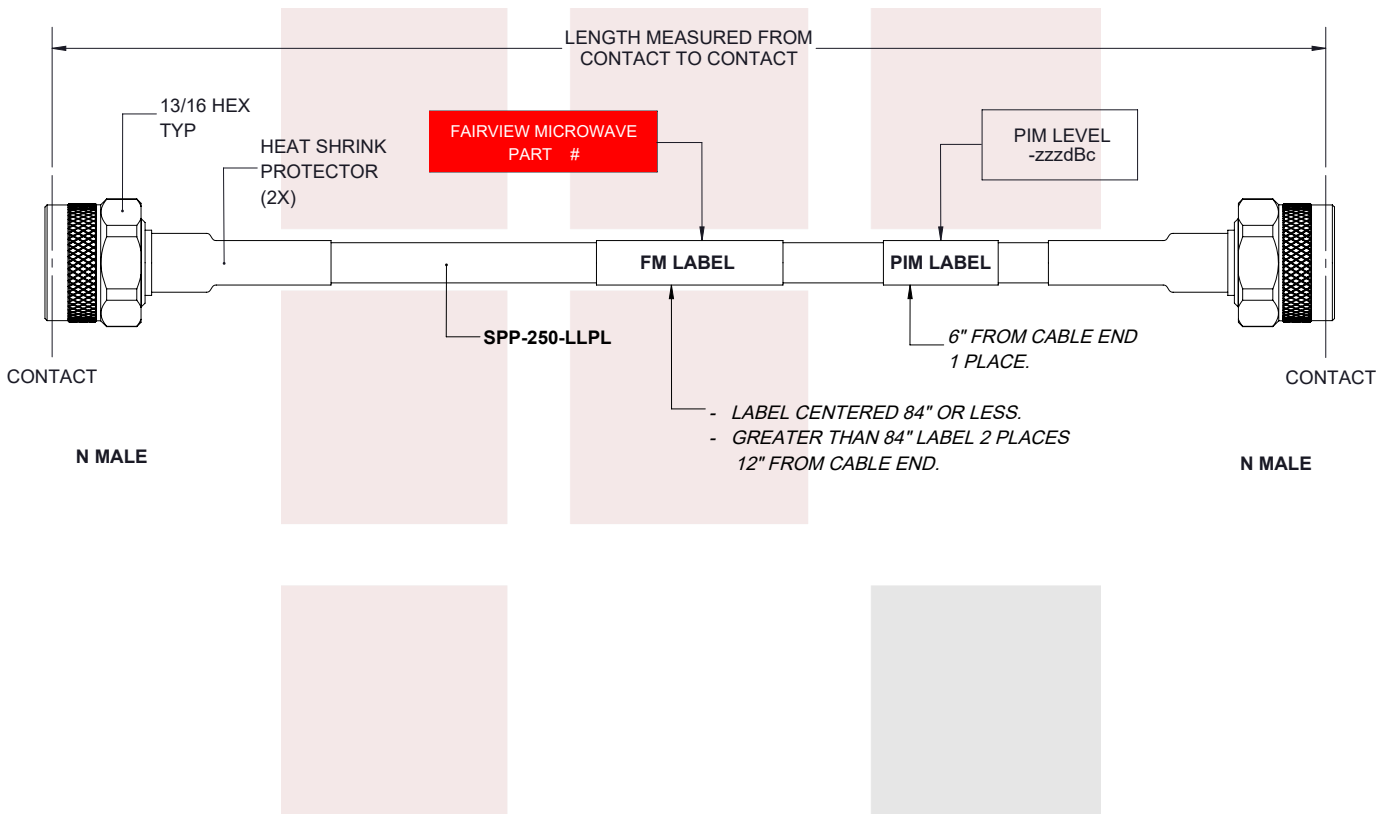 LENGTH MEASURED FROM
CONTACT TO CONTACT
13/16 HEX
TYP
HEAT SHRINK
PROTECTOR
(2X)
FAIRVIEW MICROWAVE
PART #
PIM LEVEL
-zzzdBc
FM LABEL
PIM LABEL
SPP-250-LLPL
6" FROM CABLE END
1 PLACE.
CONTACT
CONTACT
- LABEL CENTERED 84" OR LESS.
- GREATER THAN 84" LABEL 2 PLACES
12" FROM CABLE END.
N MALE
N MALE